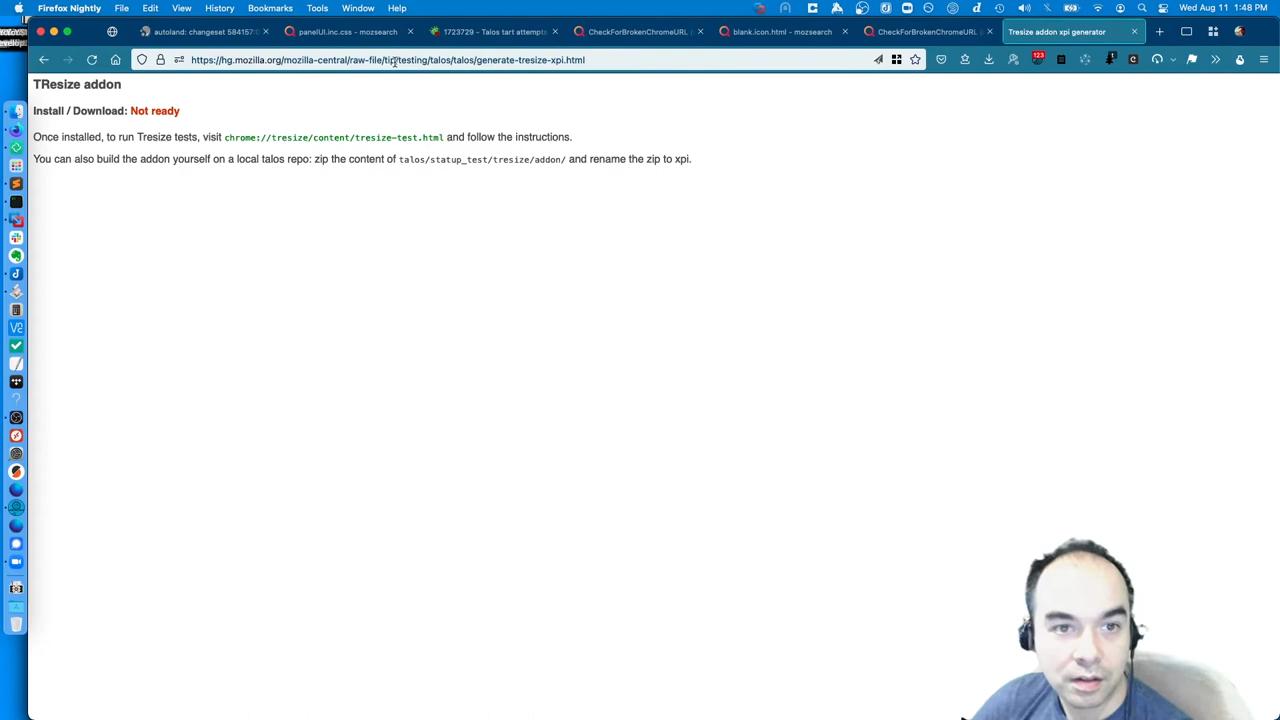 Firefox Nightly File Edit View History Bookmarks Tools Window Help Wed Aug 11 1:48 PM
autoland: changeset 584157: panelUI.inc.css - mozsearch 1723729 - Talos tart attempts CheckForBrokenChromeURL blank.icon.html - mozsearch CheckForBrokenChromeURL Tresize addon xpi generator
https://hg.mozilla.org/mozilla-central/raw-file/tip/testing/talos/talos/generate-tresize-xpi.html 123
TResize addon
Install / Download: Not ready
Once installed, to run Tresize tests, visit chrome://tresize/content/tresize-test.html and follow the instructions.
You can also build the addon yourself on a local talos repo: zip the content of talos/statup_test/tresize/addon/ and rename the zip to xpi.